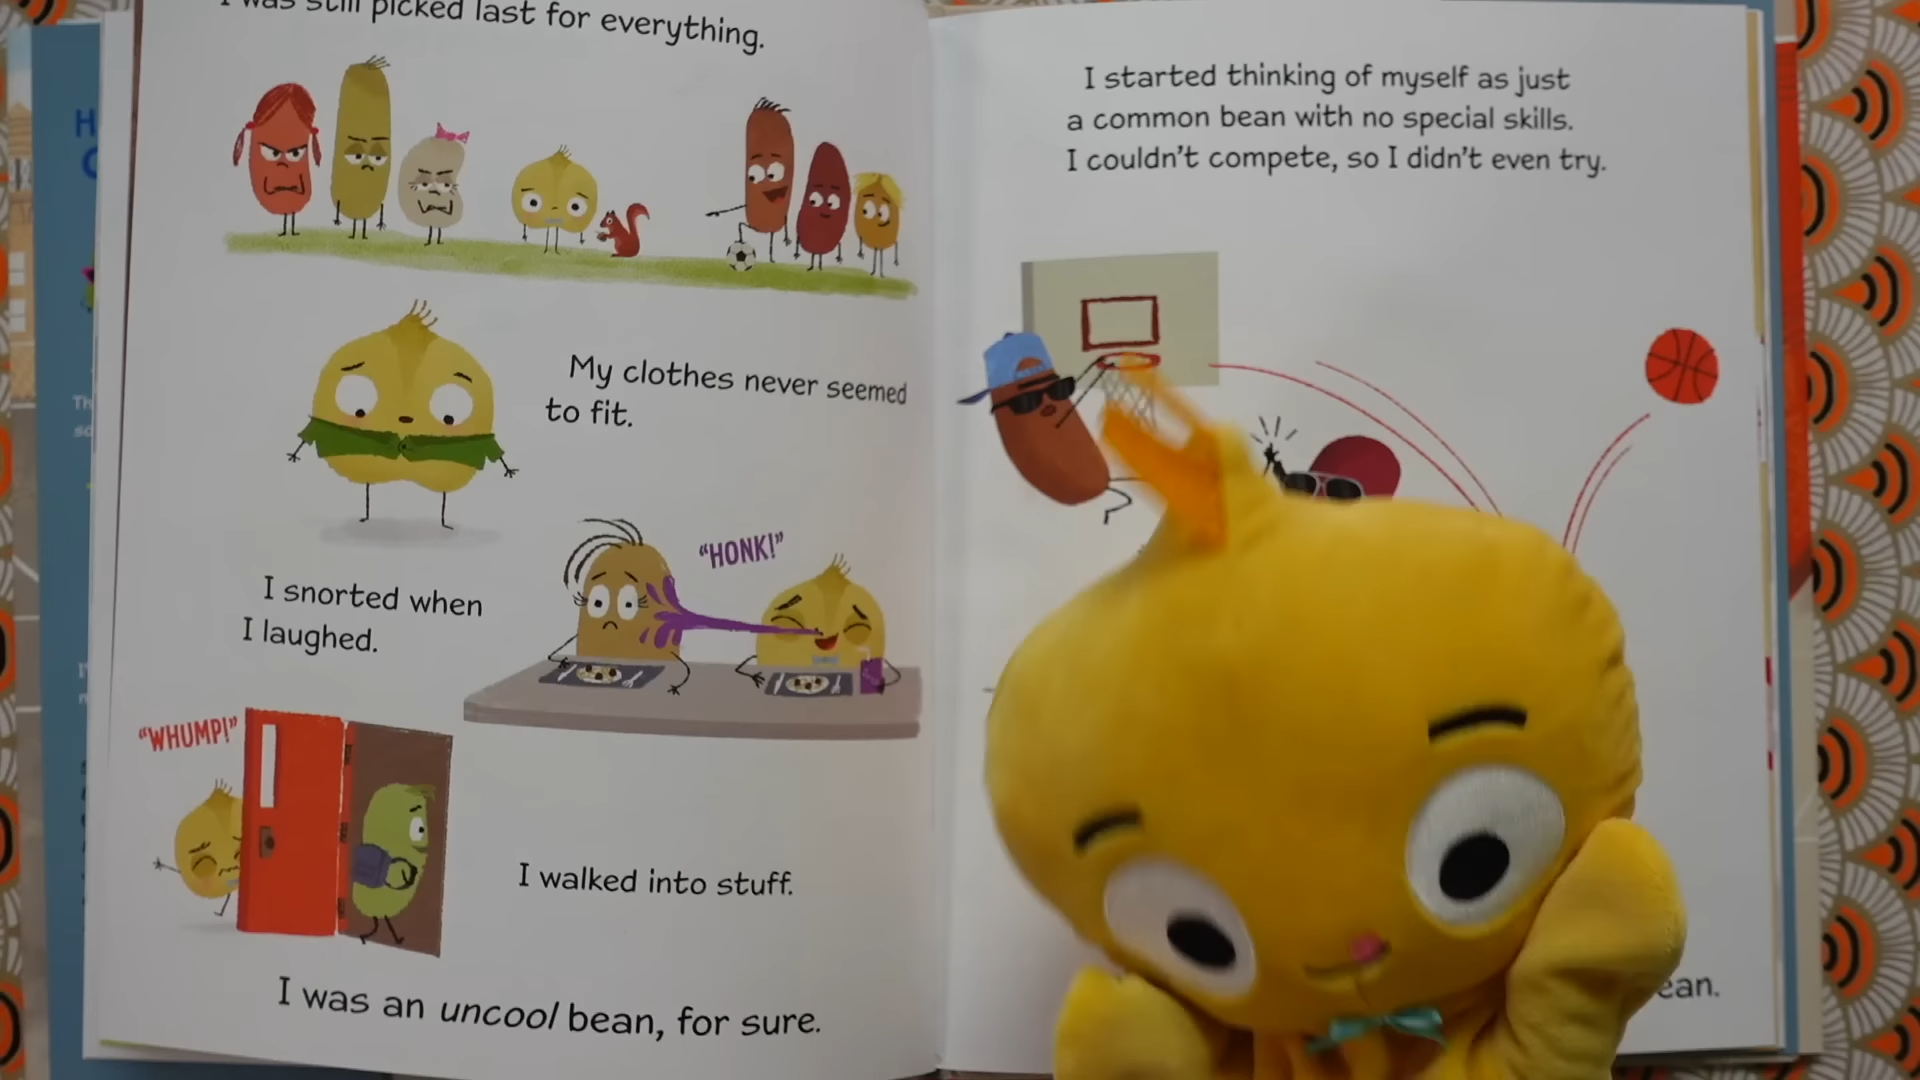 was still picked last for everything.
My clothes never seemed
to fit.
"HONK!"
I snorted when
I laughed.
"WHUMP!"
I walked into stuff.
I was an uncool bean, for sure.
I started thinking of myself as just
a common bean with no special skills.
I couldn't compete, so I didn't even try.